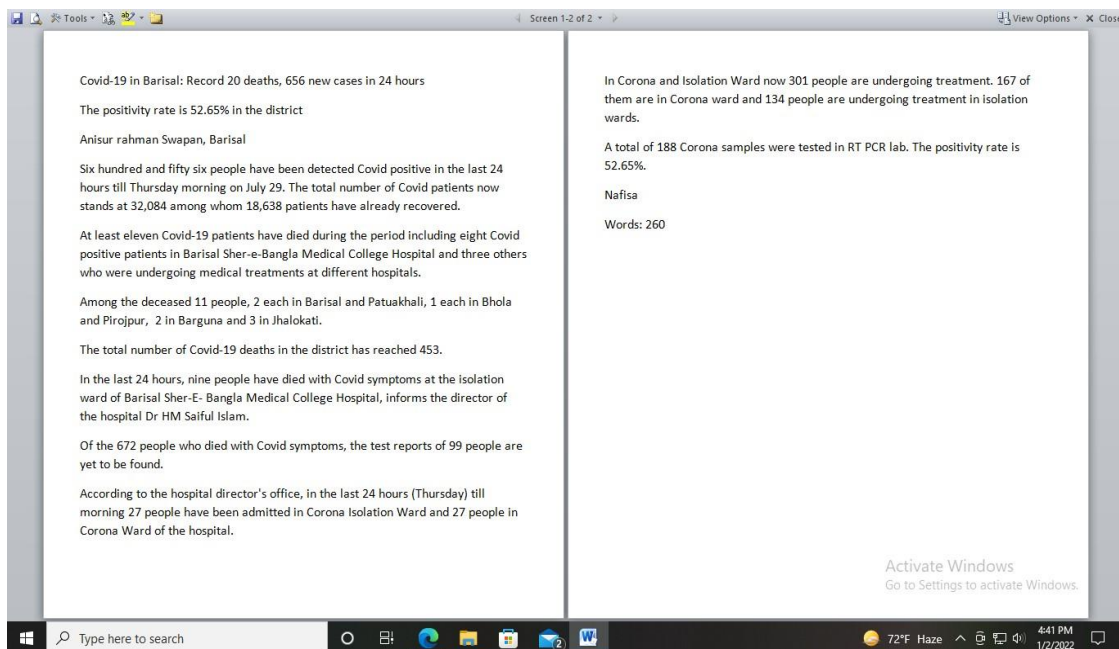 Tools
Screen 1-2 of 2
View Options
Close
Covid-19 in Barisal: Record 20 deaths, 656 new cases in 24 hours
The positivity rate is 52.65% in the district
Anisur rahman Swapan, Barisal
Six hundred and fifty six people have been detected Covid positive in the last 24
hours till Thursday morning on July 29. The total number of Covid patients now
stands at 32,084 among whom 18,638 patients have already recovered.
At least eleven Covid-19 patients have died during the period including eight Covid
positive patients in Barisal Sher-e-Bangla Medical College Hospital and three others
who were undergoing medical treatments at different hospitals.
Among the deceased 11 people, 2 each in Barisal and Patuakhali, 1 each in Bhola
and Pirojpur,  2 in Barguna and 3 in Jhalokati.
The total number of Covid-19 deaths in the district has reached 453.
In the last 24 hours, nine people have died with Covid symptoms at the isolation
ward of Barisal Sher-E- Bangla Medical College Hospital, informs the director of
the hospital Dr HM Saiful Islam.
Of the 672 people who died with Covid symptoms, the test reports of 99 people are
yet to be found.
According to the hospital director's office, in the last 24 hours (Thursday) till
morning 27 people have been admitted in Corona Isolation Ward and 27 people in
Corona Ward of the hospital.
In Corona and Isolation Ward now 301 people are undergoing treatment. 167 of
them are in Corona ward and 134 people are undergoing treatment in isolation
wards.
A total of 188 Corona samples were tested in RT PCR lab. The positivity rate is
52.65%.
Nafisa
Words: 260
Activate Windows
Go to Settings to activate Windows.
Type here to search
2
W
72°F Haze
4:41 PM
1/2/2022